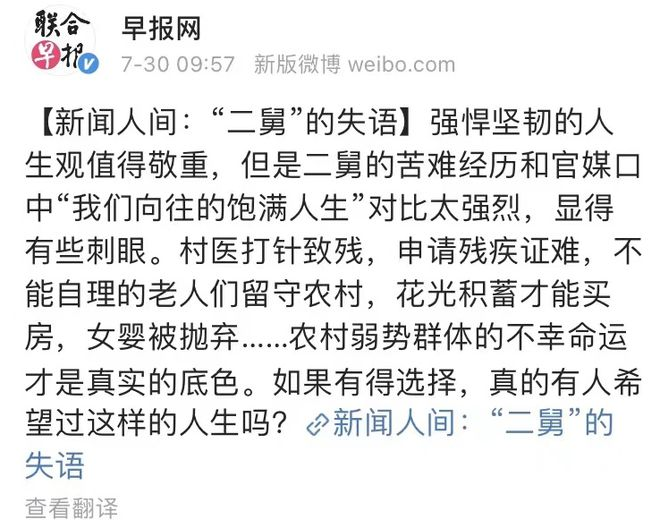 联合
早报
早报网
7-30 09:57 新版微博 weibo.com
【新闻人间：“二舅”的失语】强悍坚韧的人
生观值得敬重，但是二舅的苦难经历和官媒口
中“我们向往的饱满人生”对比太强烈，显得
有些刺眼。村医打针致残，申请残疾证难，不
能自理的老人们留守农村，花光积蓄才能买
房，女婴被抛弃……农村弱势群体的不幸命运
才是真实的底色。如果有得选择，真的有人希
望过这样的人生吗？新闻人间：“二舅”的
失语
查看翻译